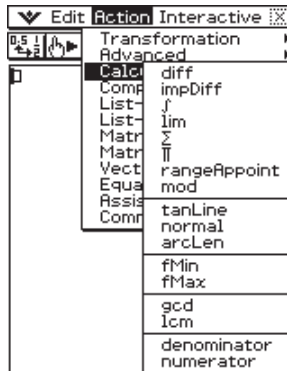 Edit Action Interactive
Transformation
Advanced
Calc
Comp
List-
List-
Matr
Matr
Vect
Equa
Assis
Comm
diff
impDiff
∫
lim
Σ
∏
rangeAppoint
mod
tanLine
normal
arcLen
fMin
fMax
gcd
lcm
denominator
numerator